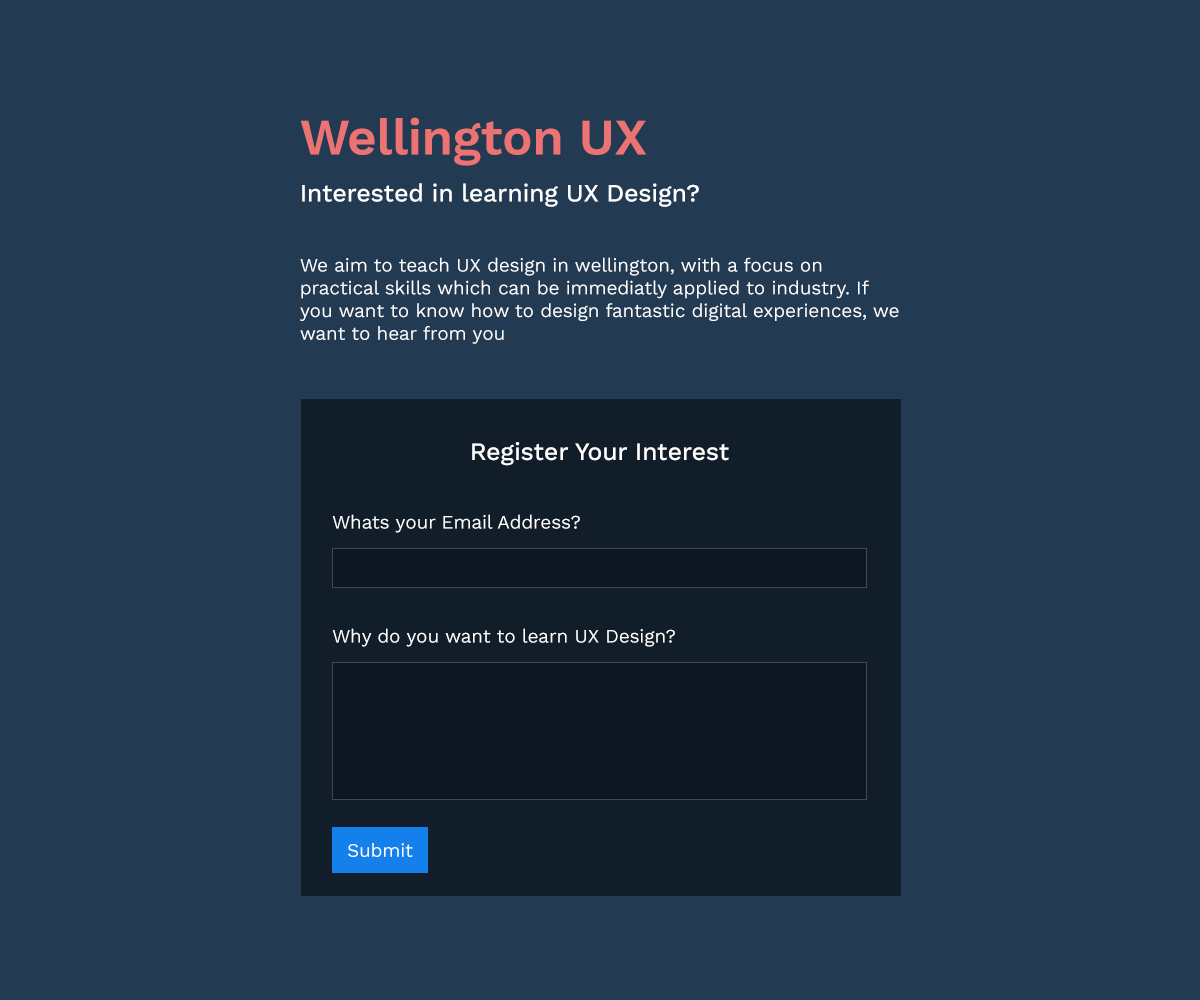 Wellington UX
Interested in learning UX Design?
We aim to teach UX design in wellington, with a focus on
practical skills which can be immediatly applied to industry. If
you want to know how to design fantastic digital experiences, we
want to hear from you
Register Your Interest
Whats your Email Address?
Why do you want to learn UX Design?
Submit